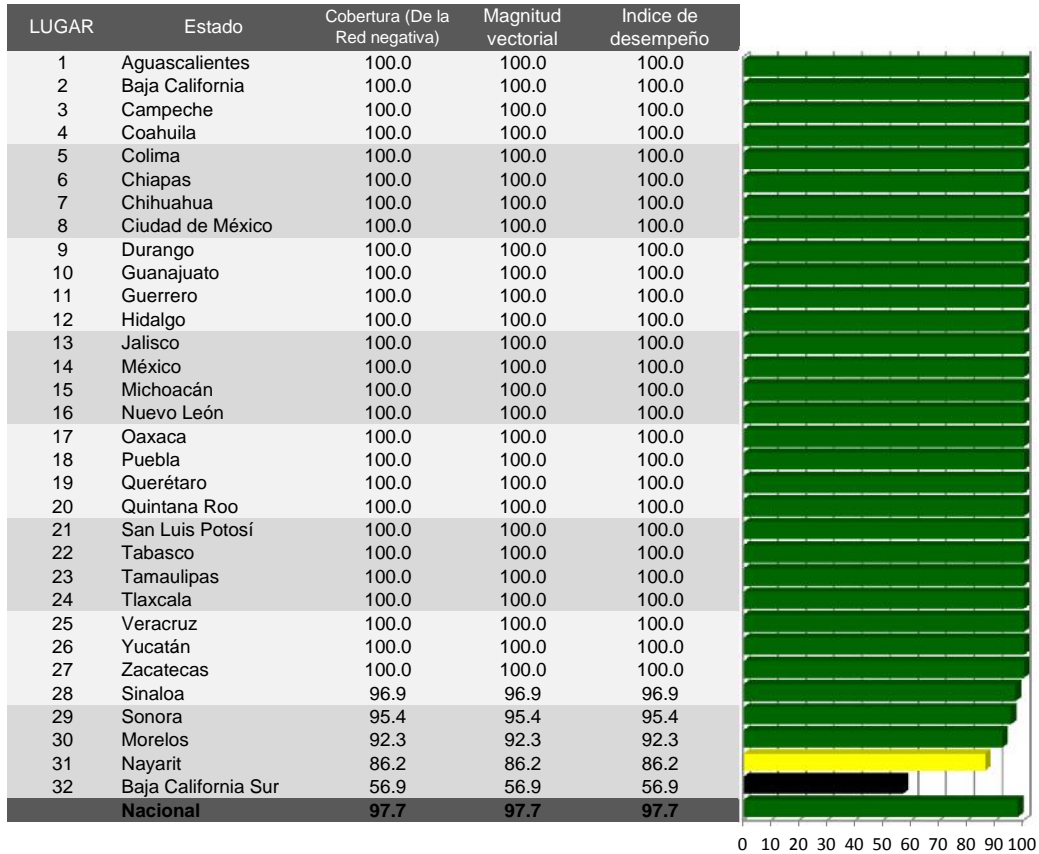 LUGAR Estado Cobertura (De la Red negativa) Magnitud vectorial Indice de desempeño
1 Aguascalientes 100.0 100.0 100.0
2 Baja California 100.0 100.0 100.0
3 Campeche 100.0 100.0 100.0
4 Coahuila 100.0 100.0 100.0
5 Colima 100.0 100.0 100.0
6 Chiapas 100.0 100.0 100.0
7 Chihuahua 100.0 100.0 100.0
8 Ciudad de México 100.0 100.0 100.0
9 Durango 100.0 100.0 100.0
10 Guanajuato 100.0 100.0 100.0
11 Guerrero 100.0 100.0 100.0
12 Hidalgo 100.0 100.0 100.0
13 Jalisco 100.0 100.0 100.0
14 México 100.0 100.0 100.0
15 Michoacán 100.0 100.0 100.0
16 Nuevo León 100.0 100.0 100.0
17 Oaxaca 100.0 100.0 100.0
18 Puebla 100.0 100.0 100.0
19 Querétaro 100.0 100.0 100.0
20 Quintana Roo 100.0 100.0 100.0
21 San Luis Potosí 100.0 100.0 100.0
22 Tabasco 100.0 100.0 100.0
23 Tamaulipas 100.0 100.0 100.0
24 Tlaxcala 100.0 100.0 100.0
25 Veracruz 100.0 100.0 100.0
26 Yucatán 100.0 100.0 100.0
27 Zacatecas 100.0 100.0 100.0
28 Sinaloa 96.9 96.9 96.9
29 Sonora 95.4 95.4 95.4
30 Morelos 92.3 92.3 92.3
31 Nayarit 86.2 86.2 86.2
32 Baja California Sur 56.9 56.9 56.9
Nacional 97.7 97.7 97.7
0 10 20 30 40 50 60 70 80 90 100